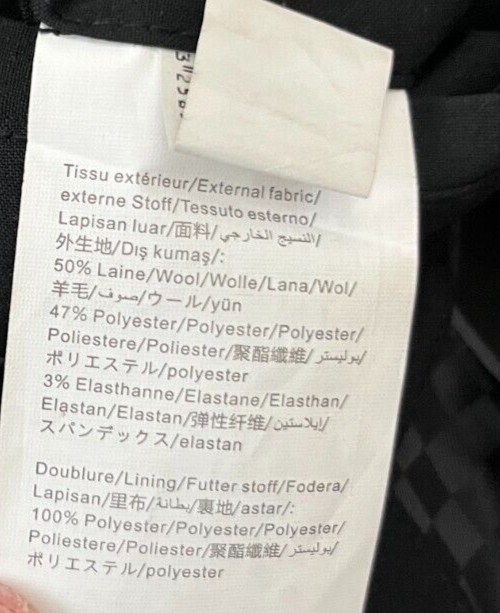 Tissu extérieur/External fabric/
externe Stoff/Tessuto esterno/
Lapisan luar/面料/النسيج الخارجي/
外生地/Dış kumaş/:
50% Laine/Wool/Wolle/Lana/Wol/
羊毛/صوف/ウール/yün
47% Polyester/Polyester/Polyester/
Poliestere/Poliester/聚酯纖維/بوليستر/
ポリエステル/polyester
3% Elasthanne/Elastane/Elasthan/
Elastan/Elastan/弹性纤维/إيلاستين/
スパンデックス/elastan
Doublure/Lining/Futter stoff/Fodera/
Lapisan/里布/بطانة/裏地/astar/:
100% Polyester/Polyester/Polyester/
Poliestere/Poliester/聚酯纖維/بوليستر/
ポリエステル/polyester